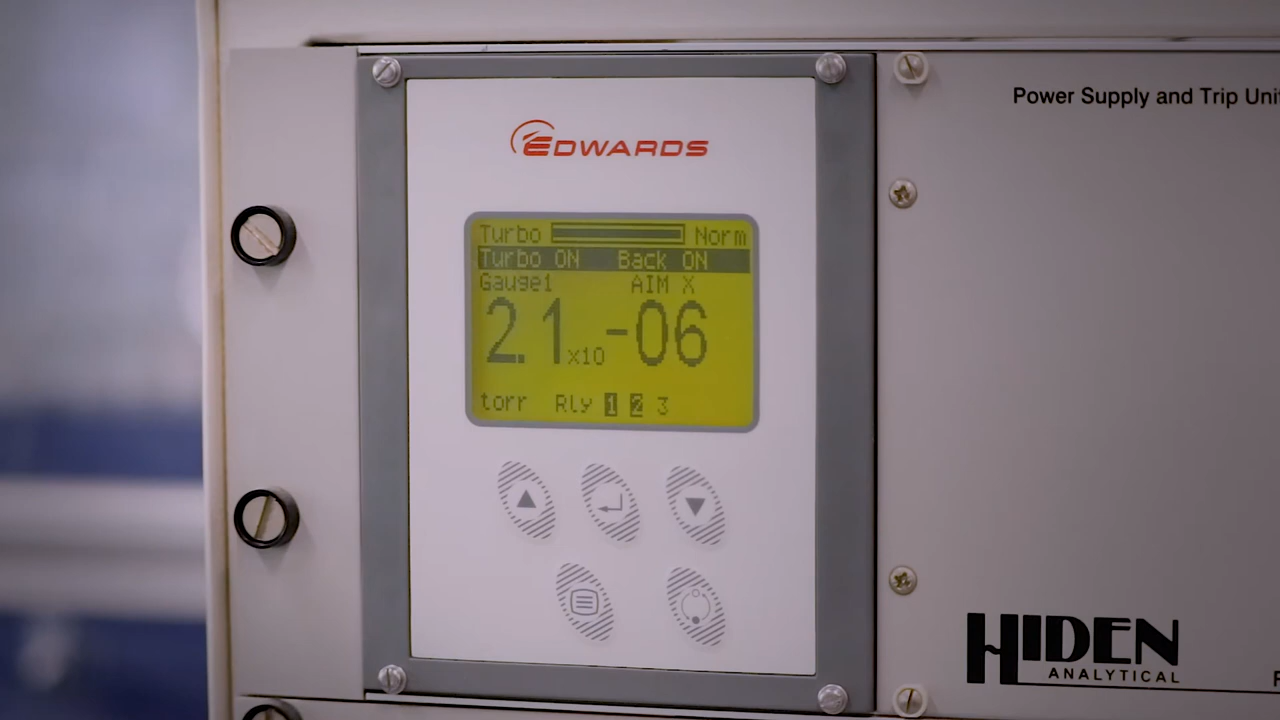 Power Supply and Trip
EDWARDS
Turbo Norm
Turbo ON Back ON
Gauge1 AIM X
2.1 x10 -06
torr Rly 1 2 3
HIDEN
ANALYTICAL